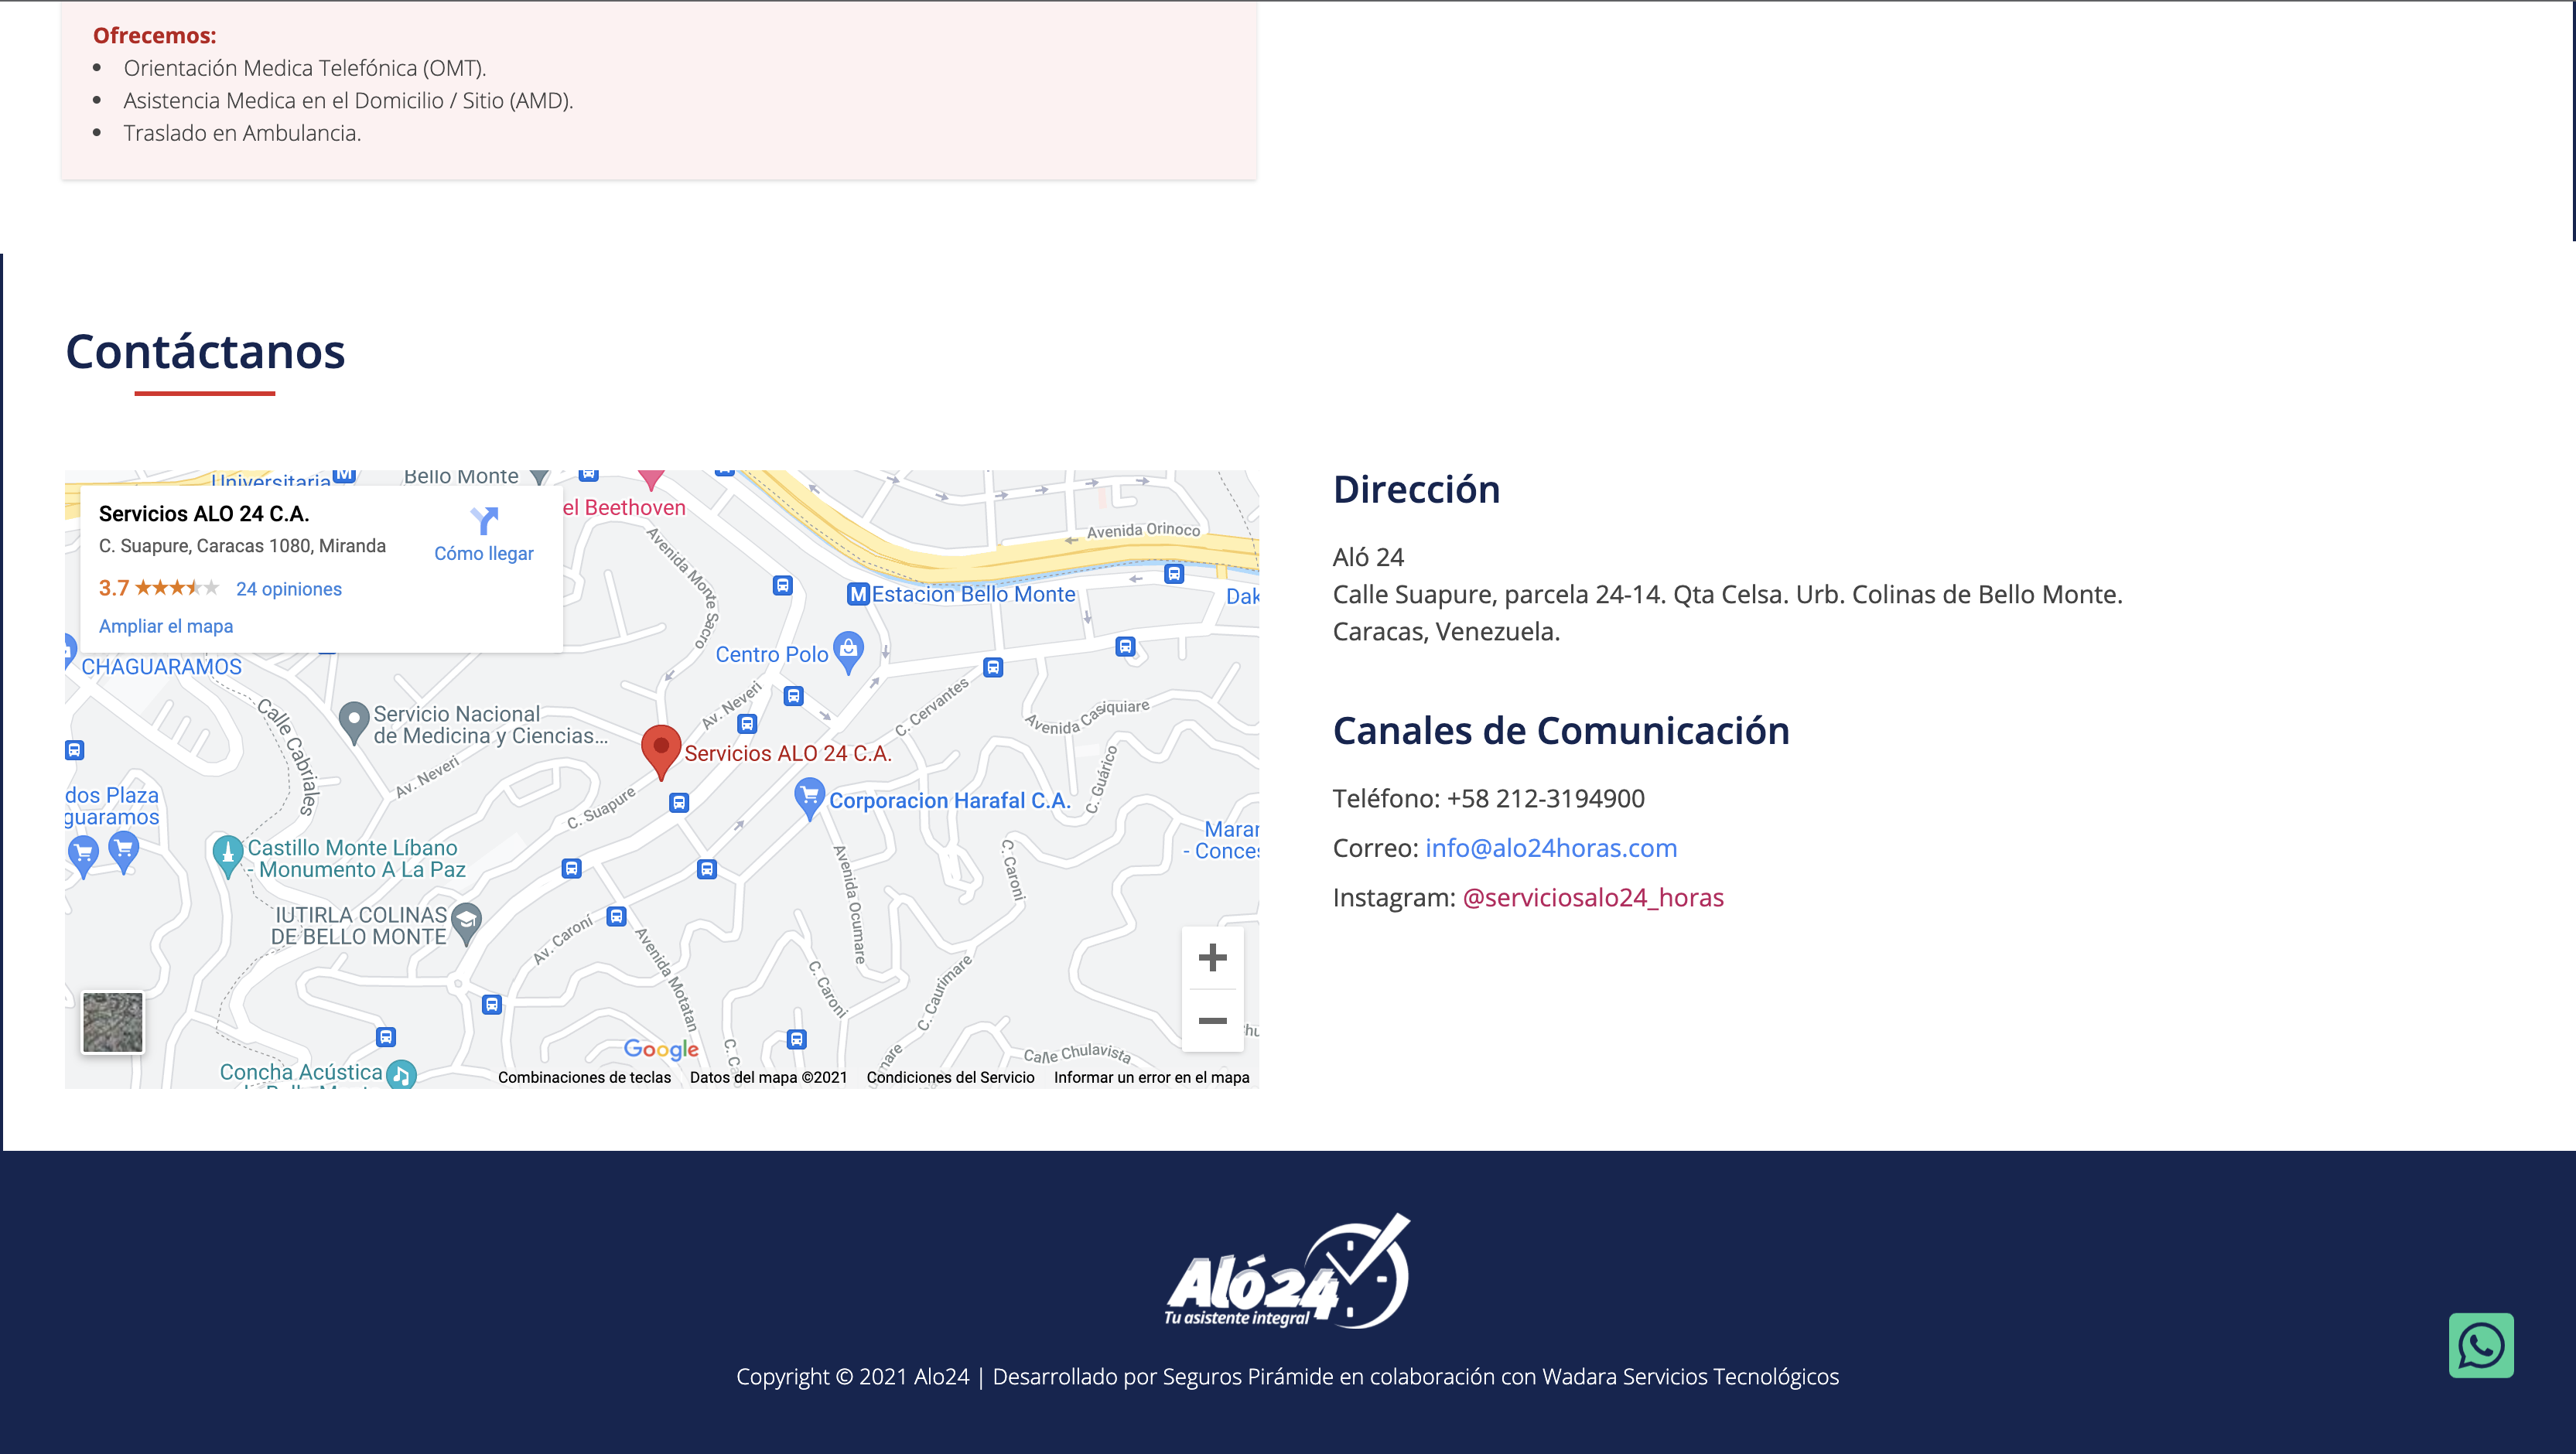 Ofrecemos:
• Orientación Medica Telefónica (OMT).
• Asistencia Medica en el Domicilio / Sitio (AMD).
• Traslado en Ambulancia.
Contáctanos
Universitaria
Bello Monte
el Beethoven
Servicios ALO 24 C.A.
C. Suapure, Caracas 1080, Miranda
Cómo llegar
3.7
24 opiniones
Ampliar el mapa
Avenida Orinoco
Avenida Monte Sacro
M Estacion Bello Monte
Dak
Centro Polo
CHAGUARAMOS
Calle Cabriales
Servicio Nacional
de Medicina y Ciencias...
Av. Neveri
C. Cervantes
Avenida Casiquiare
Servicios ALO 24 C.A.
Av. Neveri
C. Suapure
Corporacion Harafal C.A.
C. Guárico
dos Plaza
guaramos
Castillo Monte Líbano
- Monumento A La Paz
Maran
- Conces
Avenida Ocumare
C. Caroni
IUTIRLA COLINAS
DE BELLO MONTE
Av. Caroní
Avenida Motatan
C. Caroni
C. Caurimare
Calle Chulavista
Concha Acústica
Google
Combinaciones de teclas
Datos del mapa ©2021
Condiciones del Servicio
Informar un error en el mapa
Dirección
Aló 24
Calle Suapure, parcela 24-14. Qta Celsa. Urb. Colinas de Bello Monte.
Caracas, Venezuela.
Canales de Comunicación
Teléfono: +58 212-3194900
Correo: info@alo24horas.com
Instagram: @serviciosalo24_horas
Aló24
Tu asistente integral
Copyright © 2021 Alo24 | Desarrollado por Seguros Pirámide en colaboración con Wadara Servicios Tecnológicos